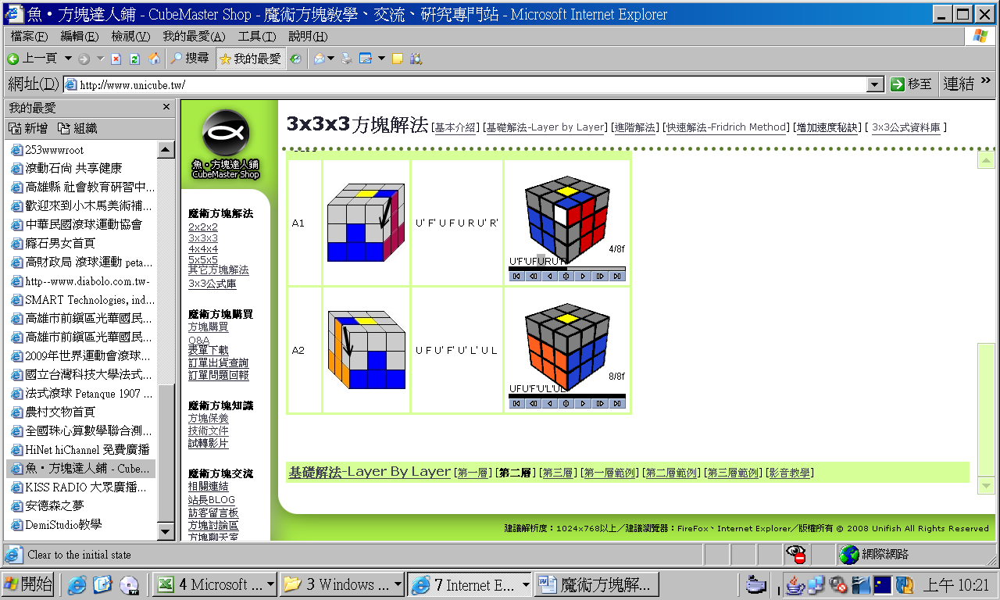 魚‧方塊達人舖 - CubeMaster Shop - 魔術方塊教學、交流、研究專門站 - Microsoft Internet Explorer
檔案(F) 編輯(E) 檢視(V) 我的最愛(A) 工具(T) 說明(H)
上一頁 搜尋 我的最愛
網址(D) http://www.unicube.tw/ 移至 連結 »
我的最愛
新增 組織
253wwwroot
滾動石尚 共享健康
高雄縣 社會教育研習中...
歡迎來到小木馬美術補...
中華民國滾球運動協會
癮石男女首頁
高財政局 滾球運動 peta...
http--www.diabolo.com.tw-
SMART Technologies, ind...
高雄市前鎮區光華國民...
高雄市前鎮區光華國民...
2009年世界運動會滾球...
國立台灣科技大學法式...
法式滾球 Petanque 1907 ...
農村文物 首頁
全國珠心算數學聯合測...
HiNet hiChannel 免費廣播
魚‧方塊達人舖 - Cube...
KISS RADIO 大眾廣播...
安德森之夢
DemiStudio教學
魚‧方塊達人舖
CubeMaster Shop
魔術方塊解法
2x2x2
3x3x3
4x4x4
5x5x5
其它方塊解法
3x3公式庫
魔術方塊購買
方塊購買
Q&A
表單下載
訂單出貨查詢
訂單問題回報
魔術方塊知識
方塊保養
技術文件
試轉影片
魔術方塊交流
相關連結
站長BLOG
訪客留言板
方塊討論區
方塊聊天室
3x3x3方塊解法 [基本介紹] [基礎解法-Layer by Layer] [進階解法] [快速解法-Fridrich Method] [增加速度秘訣] [ 3x3公式資料庫 ]
A1 U' F' U F U R U' R' 4/8f
U'F'UFURU'R'
A2 U F U' F' U' L' U L 8/8f
UFU'F'U'L'UL
基礎解法-Layer By Layer [第一層] [第二層] [第三層] [第一層範例] [第二層範例] [第三層範例] [影音教學]
建議解析度：1024x768以上／建議瀏覽器：FireFox、Internet Explorer／版權所有 © 2008 Unifish All Rights Reserved
Clear to the initial state 網際網路
開始 4 Microsoft ... 3 Windows ... 7 Internet E... 魔術方塊解... 上午 10:21